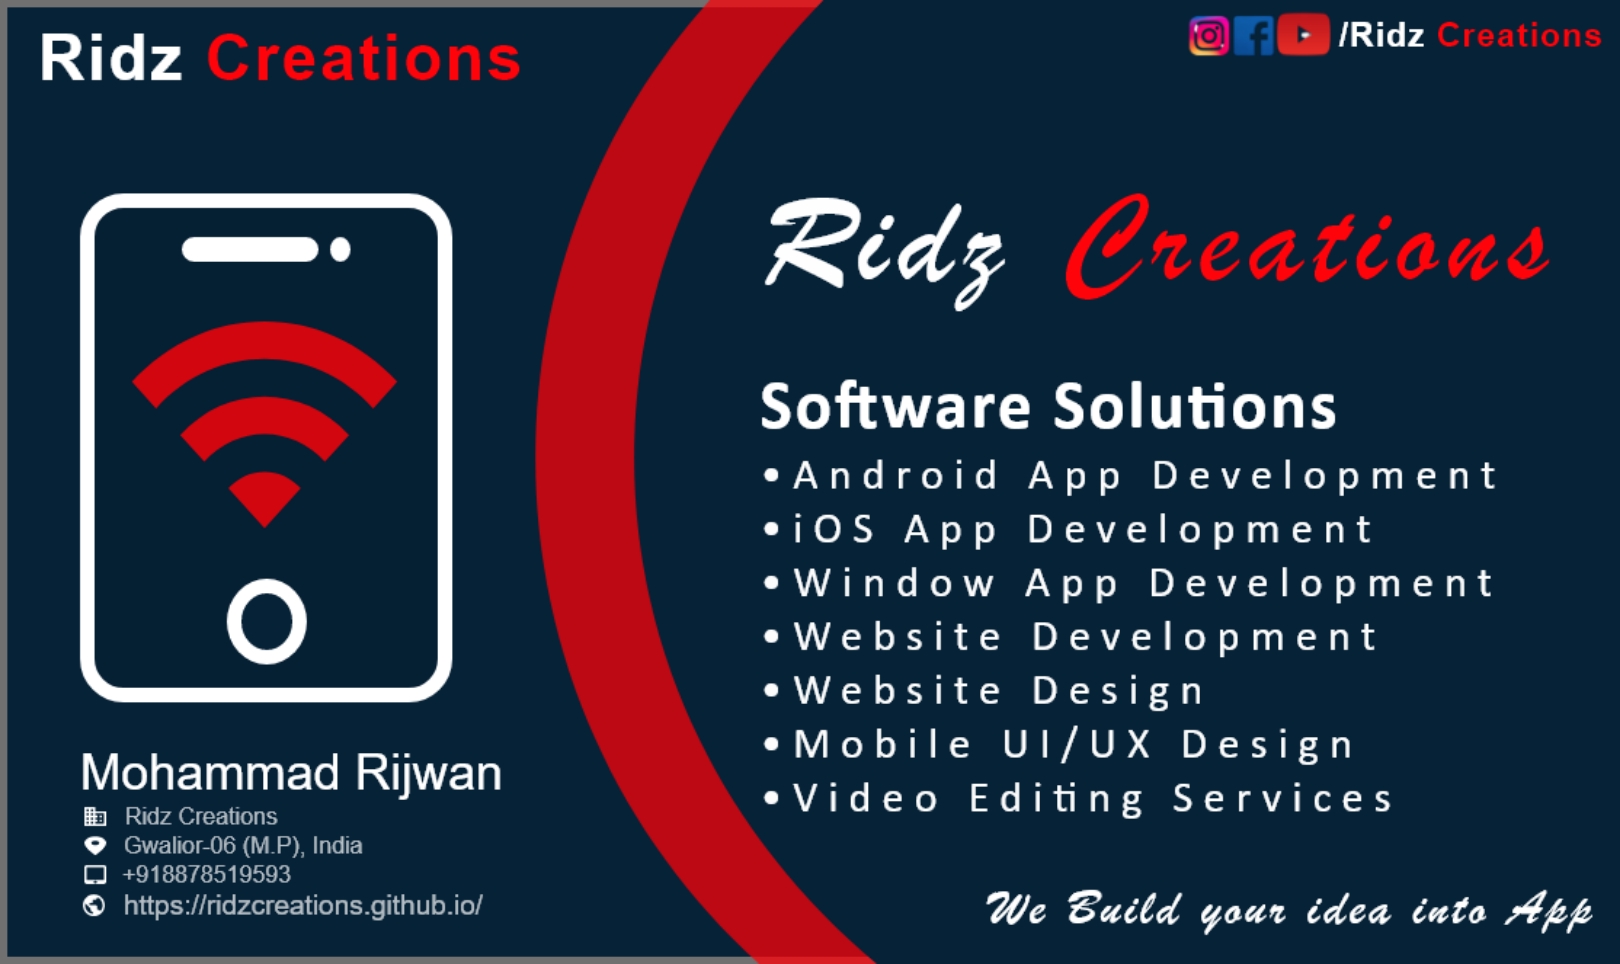 Ridz Creations
/Ridz Creations
Ridz Creations
Software Solutions
• Android App Development
• iOS App Development
• Window App Development
• Website Development
• Website Design
• Mobile UI/UX Design
• Video Editing Services
Mohammad Rijwan
Ridz Creations
Gwalior-06 (M.P), India
+918878519593
https://ridzcreations.github.io/
We Build your idea into App